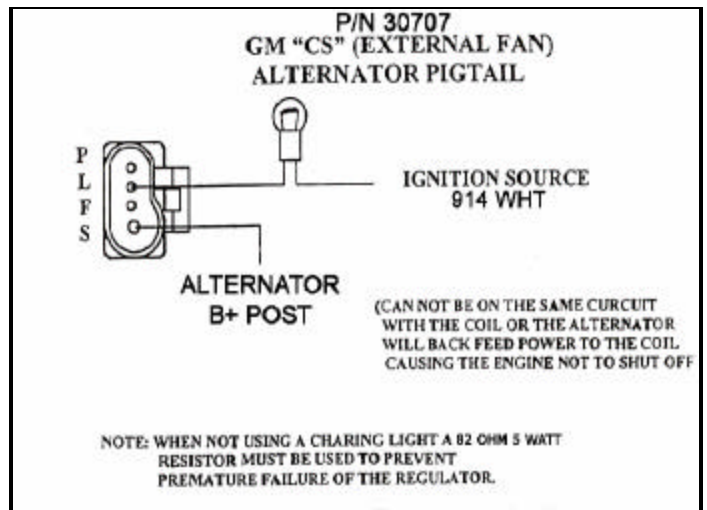 P/N 30707
GM “CS” (EXTERNAL FAN)
ALTERNATOR PIGTAIL
P
L
F
S
IGNITION SOURCE
914 WHT
ALTERNATOR
B+ POST
(CAN NOT BE ON THE SAME CURCUIT
WITH THE COIL OR THE ALTERNATOR
WILL BACK FEED POWER TO THE COIL
CAUSING THE ENGINE NOT TO SHUT OFF
NOTE: WHEN NOT USING A CHARING LIGHT A 82 OHM 5 WATT
RESISTOR MUST BE USED TO PREVENT
PREMATURE FAILURE OF THE REGULATOR.